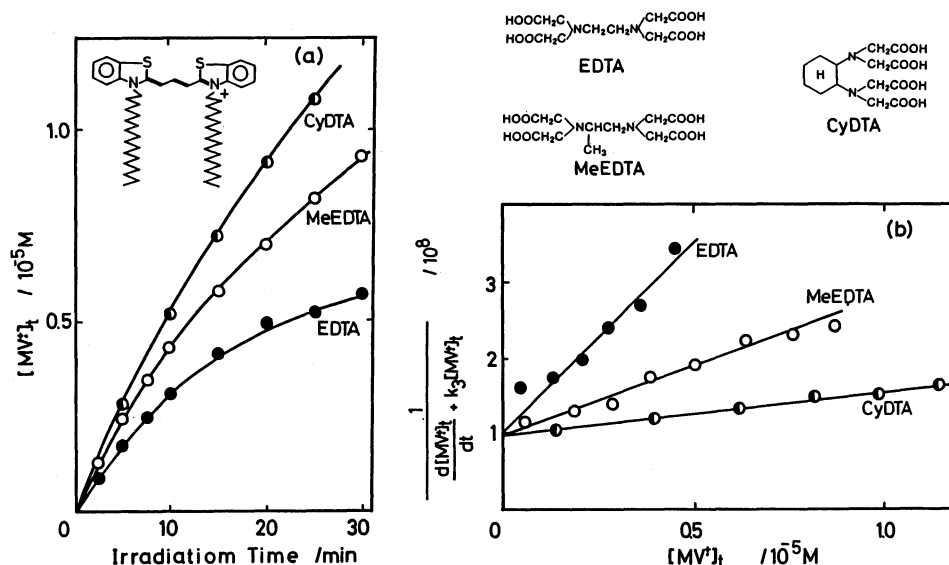 (a)
S
S
N
N
+
CyDTA
MeEDTA
EDTA
1.0
0.5
0
10
20
30
[MV⁺]t / 10⁻⁵M
Irradiatiom Time /min
HOOCH₂C
HOOCH₂C
NCH₂CH₂N
CH₂COOH
CH₂COOH
EDTA
HOOCH₂C
HOOCH₂C
NCHCH₂N
CH₃
CH₂COOH
CH₂COOH
MeEDTA
H
N
CH₂COOH
CH₂COOH
N
CH₂COOH
CH₂COOH
CyDTA
(b)
EDTA
MeEDTA
CyDTA
3
2
1
0
0.5
1.0
1 / 10⁸
d[MV⁺]t
dt
+ k₃[MV⁺]t
[MV⁺]t / 10⁻⁵M